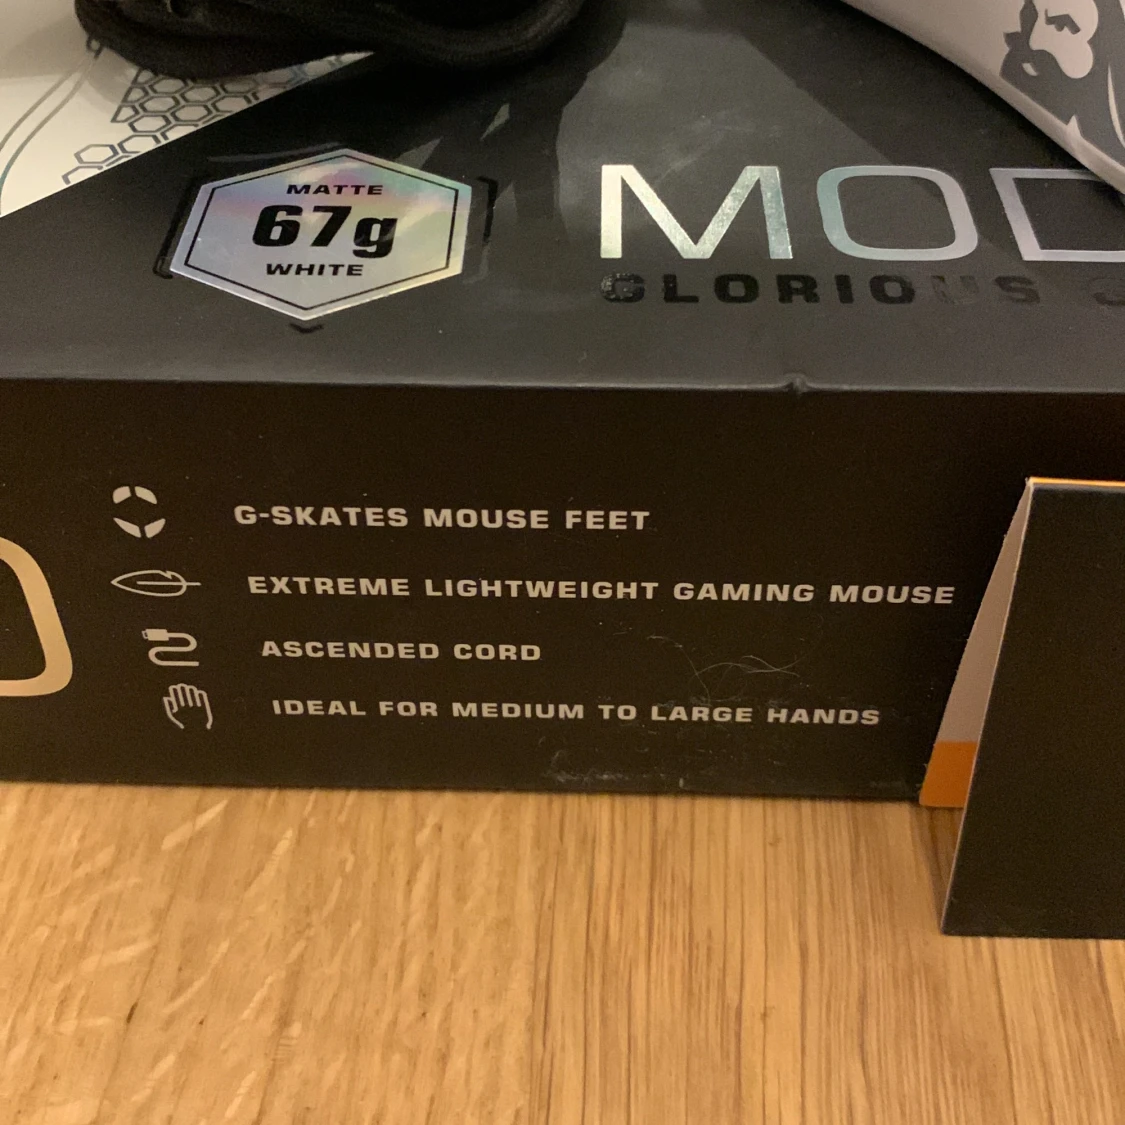 MATTE
67g
WHITE
MOD
GLORIOUS
G-SKATES MOUSE FEET
EXTREME LIGHTWEIGHT GAMING MOUSE
ASCENDED CORD
IDEAL FOR MEDIUM TO LARGE HANDS